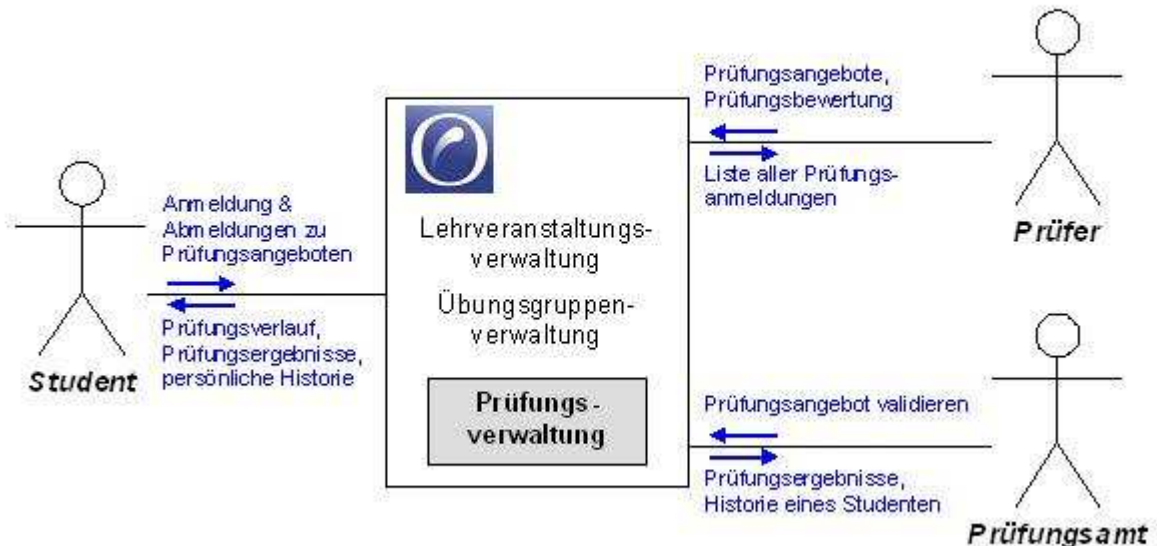 Prüfungsangebote,
Prüfungsbewertung
Liste aller Prüfungs-
anmeldungen
Prüfer
Anmeldung &
Abmeldungen zu
Prüfungsangeboten
Prüfungsverlauf,
Prüfungsergebnisse,
persönliche Historie
Student
Lehrveranstaltungs-
verwaltung
Übungsgruppen-
verwaltung
Prüfungs-
verwaltung
Prüfungsangebot validieren
Prüfungsergebnisse,
Historie eines Studenten
Prüfungsamt